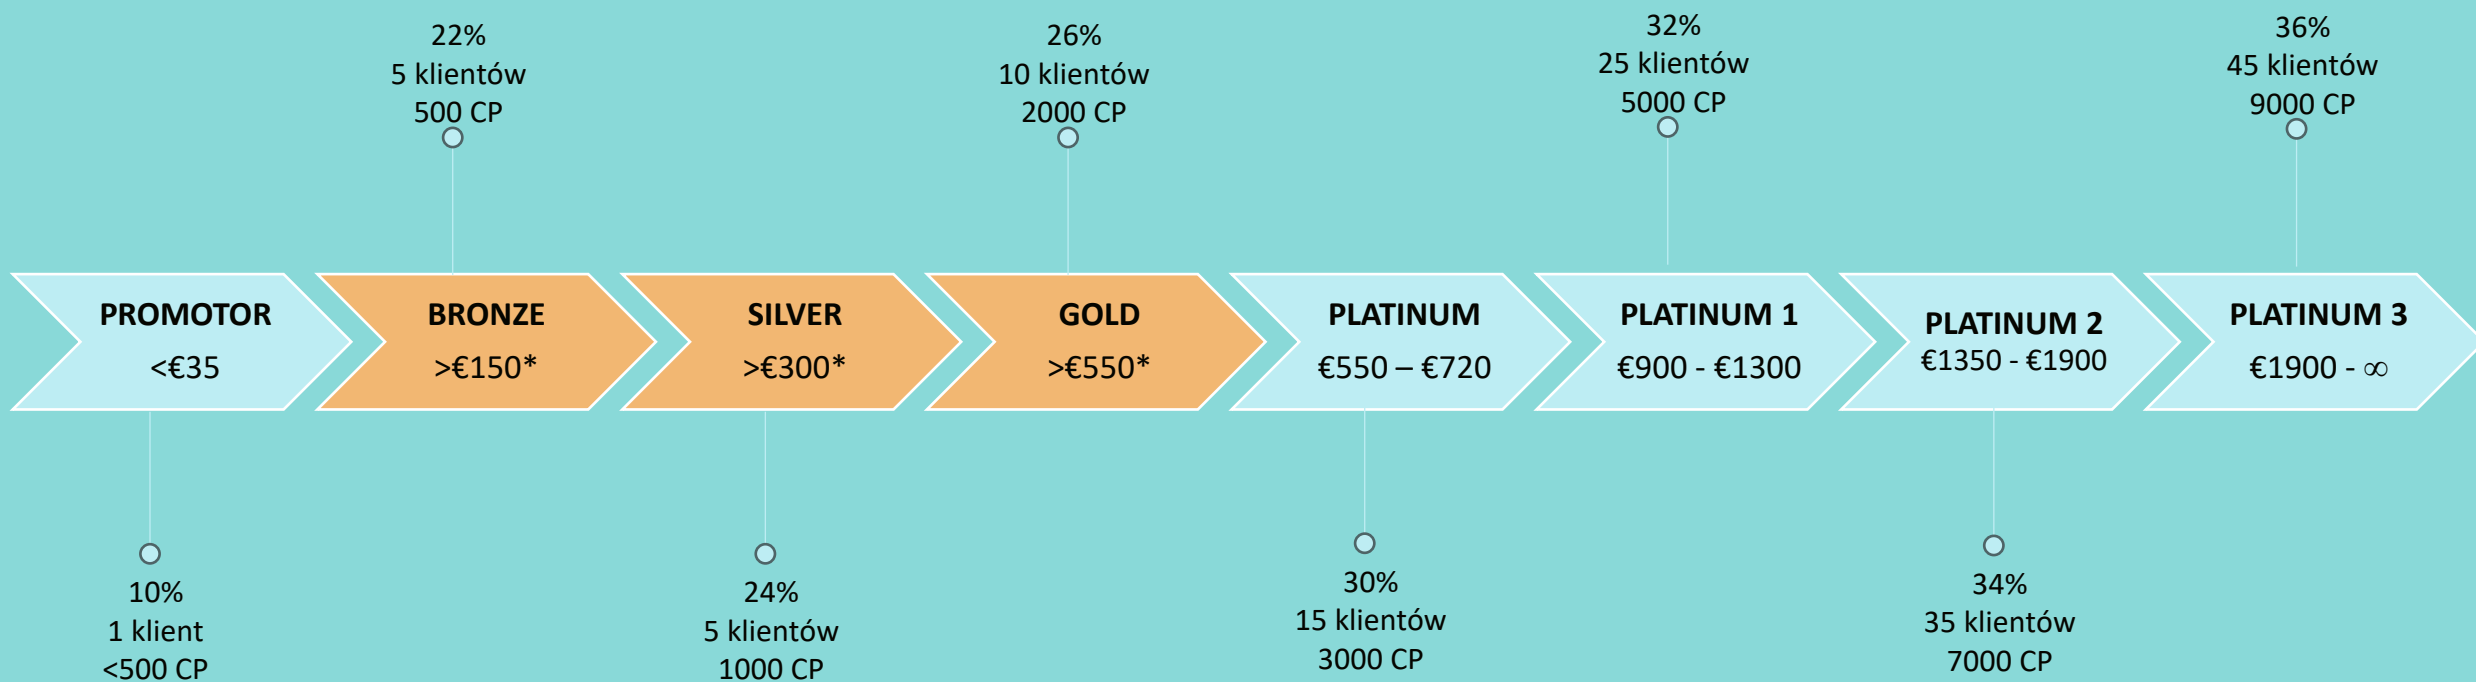 22%
5 klientów
500 CP
26%
10 klientów
2000 CP
32%
25 klientów
5000 CP
36%
45 klientów
9000 CP
PROMOTOR
<€35
BRONZE
>€150*
SILVER
>€300*
GOLD
>€550*
PLATINUM
€550 – €720
PLATINUM 1
€900 - €1300
PLATINUM 2
€1350 - €1900
PLATINUM 3
€1900 - ∞
10%
1 klient
<500 CP
24%
5 klientów
1000 CP
30%
15 klientów
3000 CP
34%
35 klientów
7000 CP